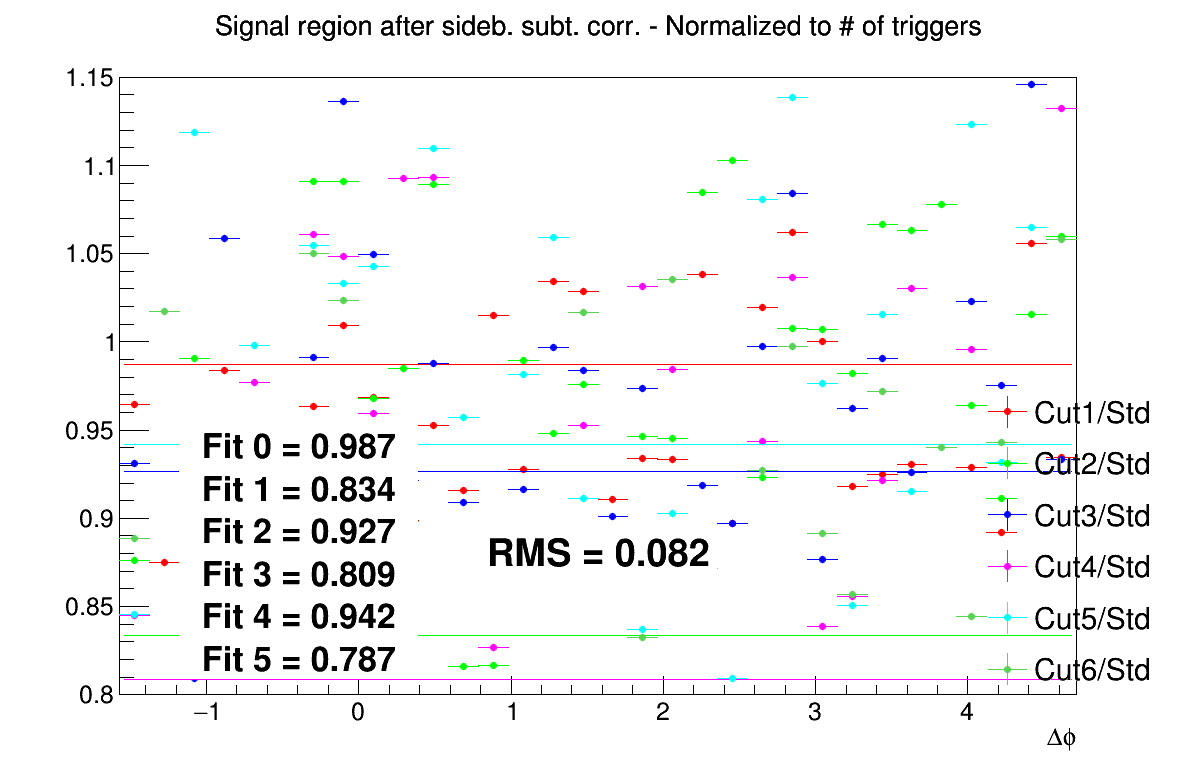 Signal region after sideb. subt. corr. - Normalized to # of triggers
1.15
1.1
1.05
1
0.95
0.9
0.85
0.8
Fit 0 = 0.987
Fit 1 = 0.834
Fit 2 = 0.927
Fit 3 = 0.809
Fit 4 = 0.942
Fit 5 = 0.787
RMS = 0.082
Cut1/Std
Cut2/Std
Cut3/Std
Cut4/Std
Cut5/Std
Cut6/Std
−1 0 1 2 3 4
Δϕ